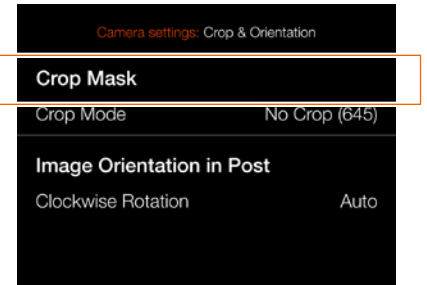 Camera settings: Crop & Orientation
Crop Mask
Crop Mode No Crop (645)
Image Orientation in Post
Clockwise Rotation Auto